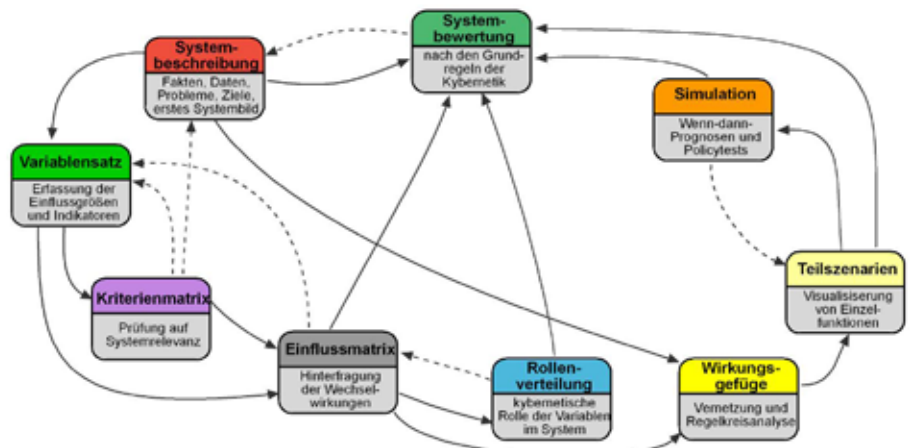 System-
bewertung
nach den Grund-
regeln der
Kybernetik
System-
beschreibung
Fakten, Daten,
Probleme, Ziele,
erstes Systembild
Simulation
Wenn-dann-
Prognosen und
Policytests
Variablensatz
Erfassung der
Einflussgrößen
und Indikatoren
Teilszenarien
Visualisierung
von Einzel-
funktionen
Kriterienmatrix
Prüfung auf
Systemrelevanz
Einflussmatrix
Hinterfragung
der Wechsel-
wirkungen
Rollen-
verteilung
kybernetische
Rolle der Variablen
im System
Wirkungs-
gefüge
Vernetzung und
Regelkreisanalyse